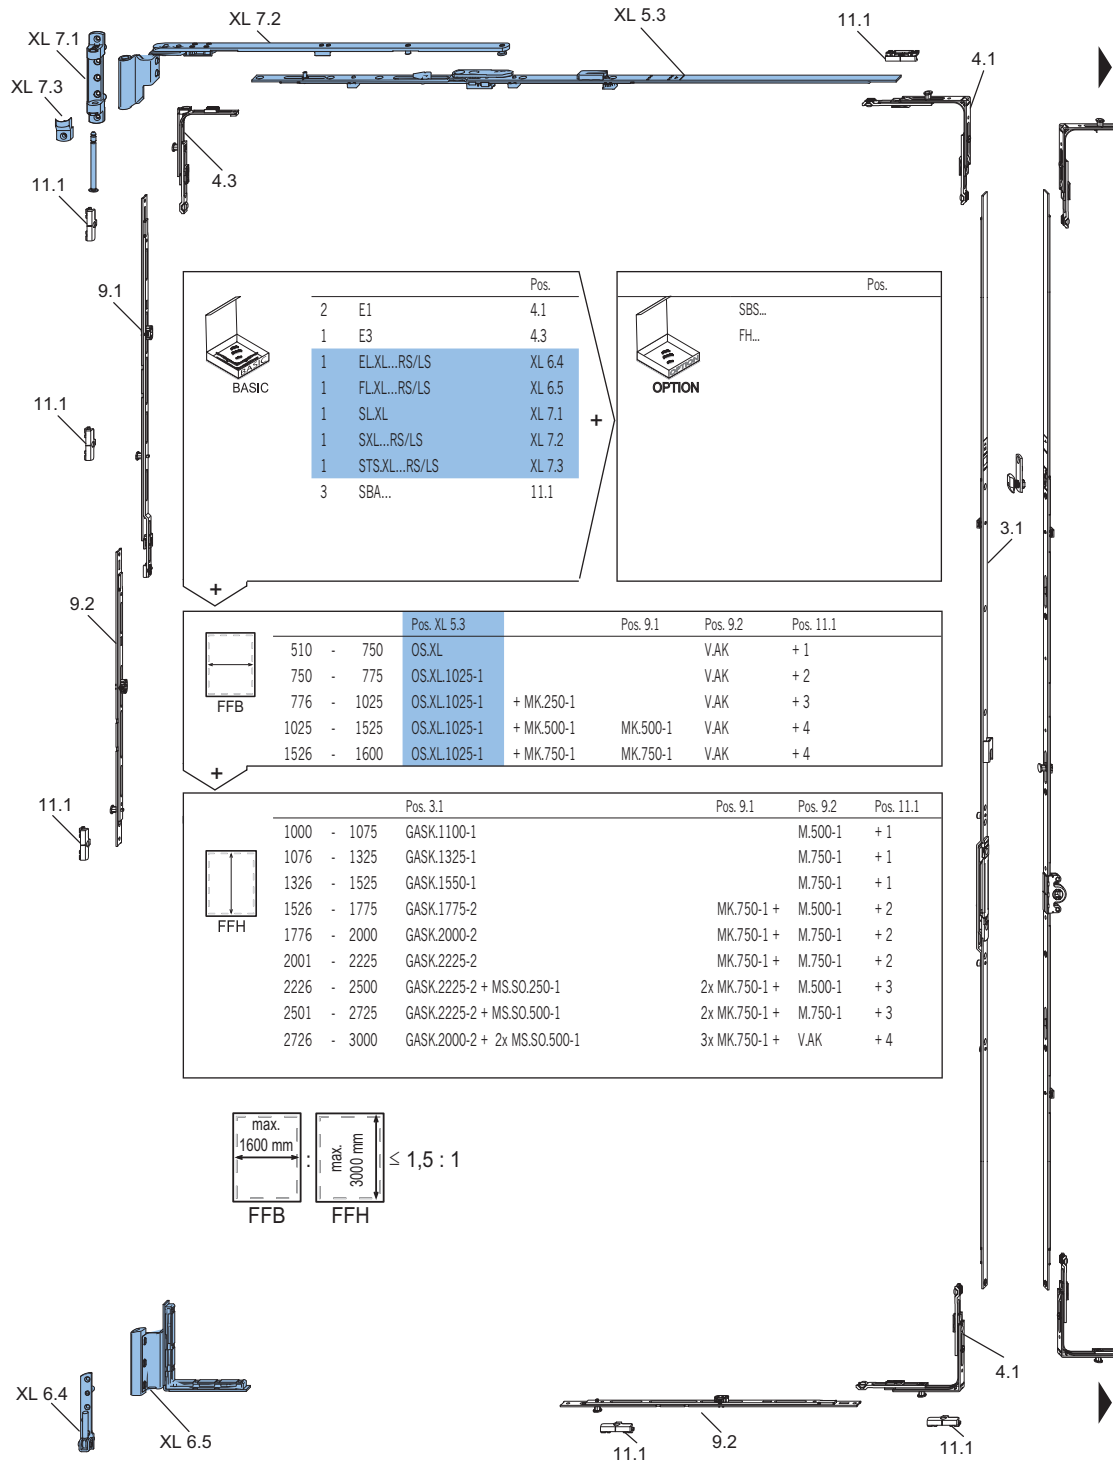 XL 7.2
XL 5.3
11.1
XL 7.1
4.1
XL 7.3
4.3
11.1
9.1
11.1
9.2
11.1
3.1
BASIC
Pos.
2 E1 4.1
1 E3 4.3
1 EL.XL...RS/LS XL 6.4
1 FL.XL...RS/LS XL 6.5
1 SL.XL XL 7.1
1 SXL...RS/LS XL 7.2
1 STS.XL...RS/LS XL 7.3
3 SBA... 11.1
+
Pos.
SBS...
FH...
OPTION
+
FFB
Pos. XL 5.3 Pos. 9.1 Pos. 9.2 Pos. 11.1
510 - 750 OS.XL V.AK + 1
750 - 775 OS.XL.1025-1 V.AK + 2
776 - 1025 OS.XL.1025-1 + MK.250-1 V.AK + 3
1025 - 1525 OS.XL.1025-1 + MK.500-1 MK.500-1 V.AK + 4
1526 - 1600 OS.XL.1025-1 + MK.750-1 MK.750-1 V.AK + 4
+
FFH
Pos. 3.1 Pos. 9.1 Pos. 9.2 Pos. 11.1
1000 - 1075 GASK.1100-1 M.500-1 + 1
1076 - 1325 GASK.1325-1 M.750-1 + 1
1326 - 1525 GASK.1550-1 M.750-1 + 1
1526 - 1775 GASK.1775-2 MK.750-1 + M.500-1 + 2
1776 - 2000 GASK.2000-2 MK.750-1 + M.750-1 + 2
2001 - 2225 GASK.2225-2 MK.750-1 + M.750-1 + 2
2226 - 2500 GASK.2225-2 + MS.SO.250-1 2x MK.750-1 + M.500-1 + 3
2501 - 2725 GASK.2225-2 + MS.SO.500-1 2x MK.750-1 + M.750-1 + 3
2726 - 3000 GASK.2000-2 + 2x MS.SO.500-1 3x MK.750-1 + V.AK + 4
max.
1600 mm
FFB
:
max.
3000 mm
FFH
≤ 1,5 : 1
4.1
XL 6.4
XL 6.5
11.1
9.2
11.1